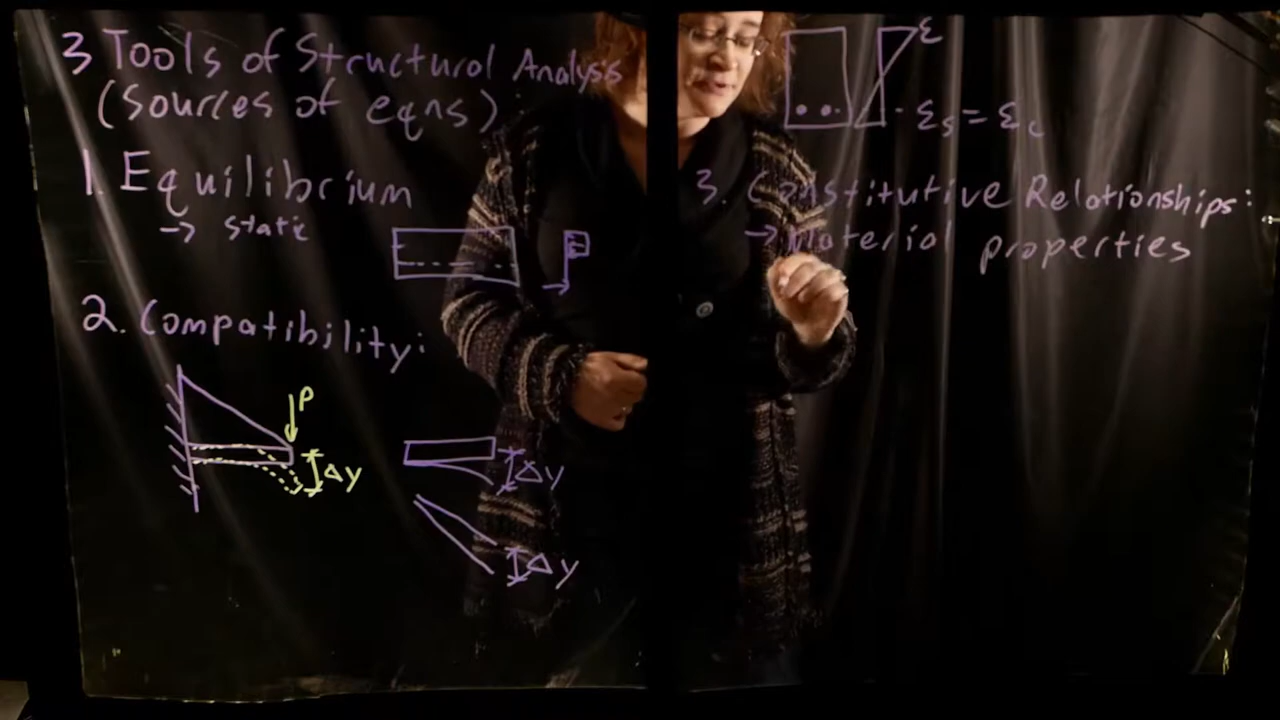 3 Tools of Structural Analysis
(Sources of eqns)
1. Equilibrium
→ static
2. Compatibility:
P
Δy
Δy
Δy
ε
εs = εc
3. Constitutive Relationships:
→ Material properties